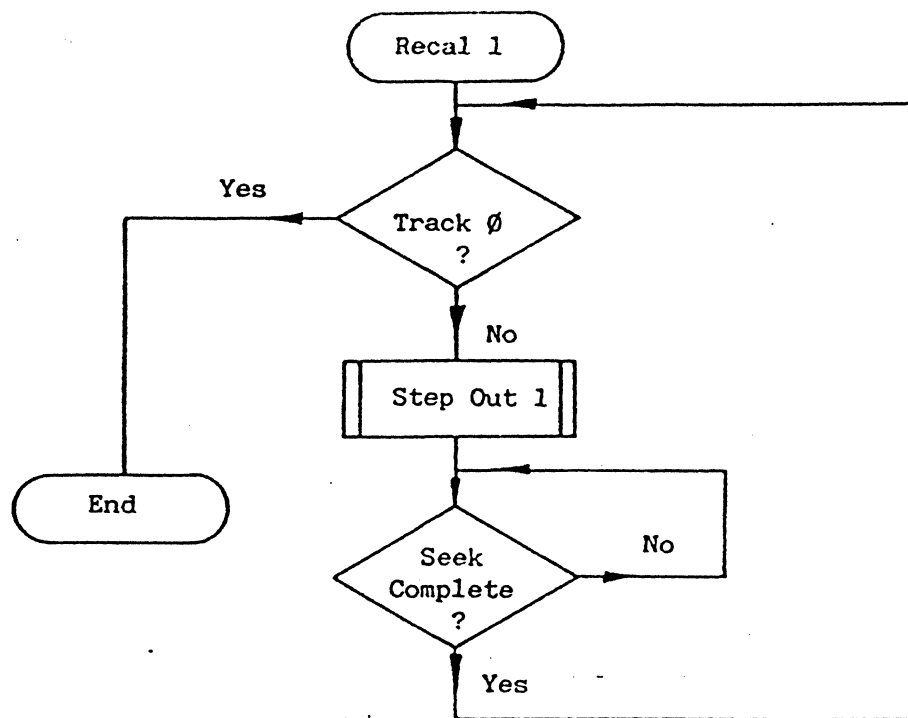 Recal 1
Yes
Track Ø
?
No
Step Out 1
End
Seek
Complete
?
No
Yes